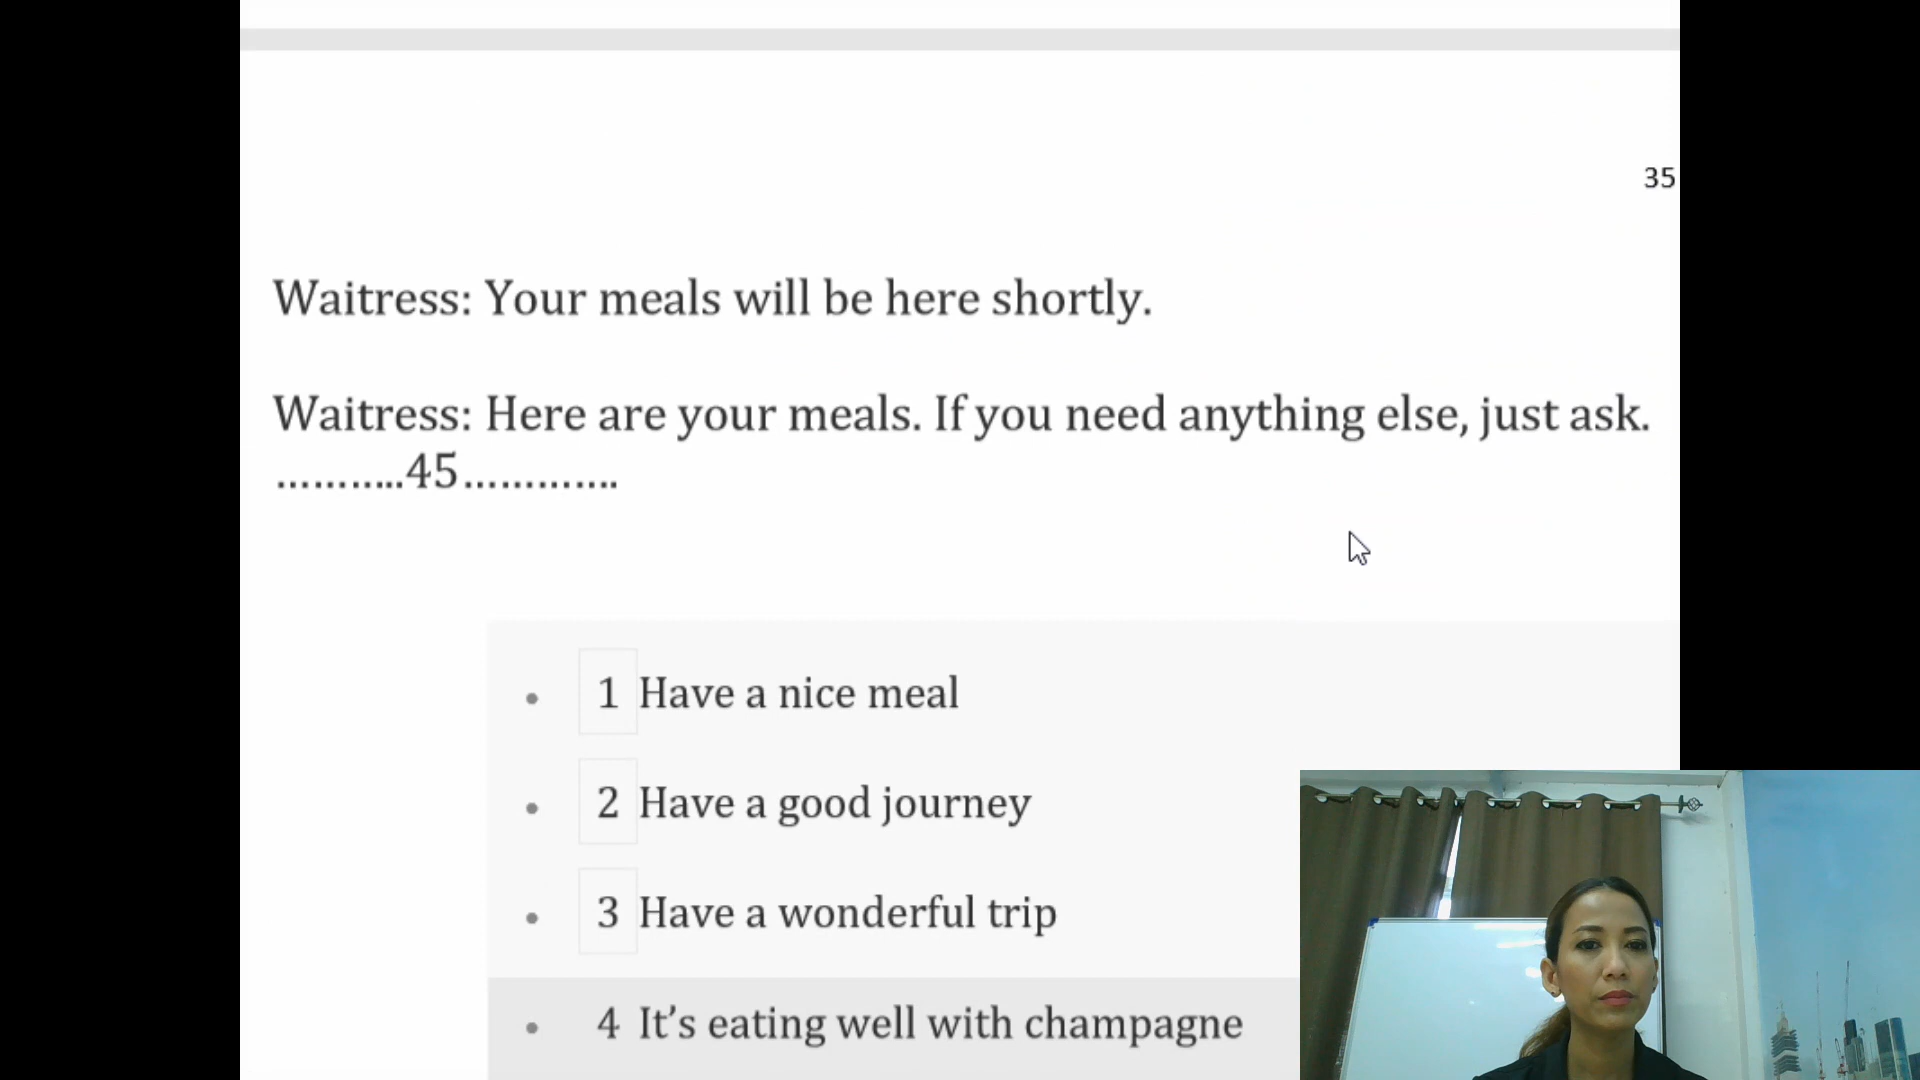 35
Waitress: Your meals will be here shortly.
Waitress: Here are your meals. If you need anything else, just ask.
………..45………….
• 1 Have a nice meal
• 2 Have a good journey
• 3 Have a wonderful trip
• 4 It’s eating well with champagne